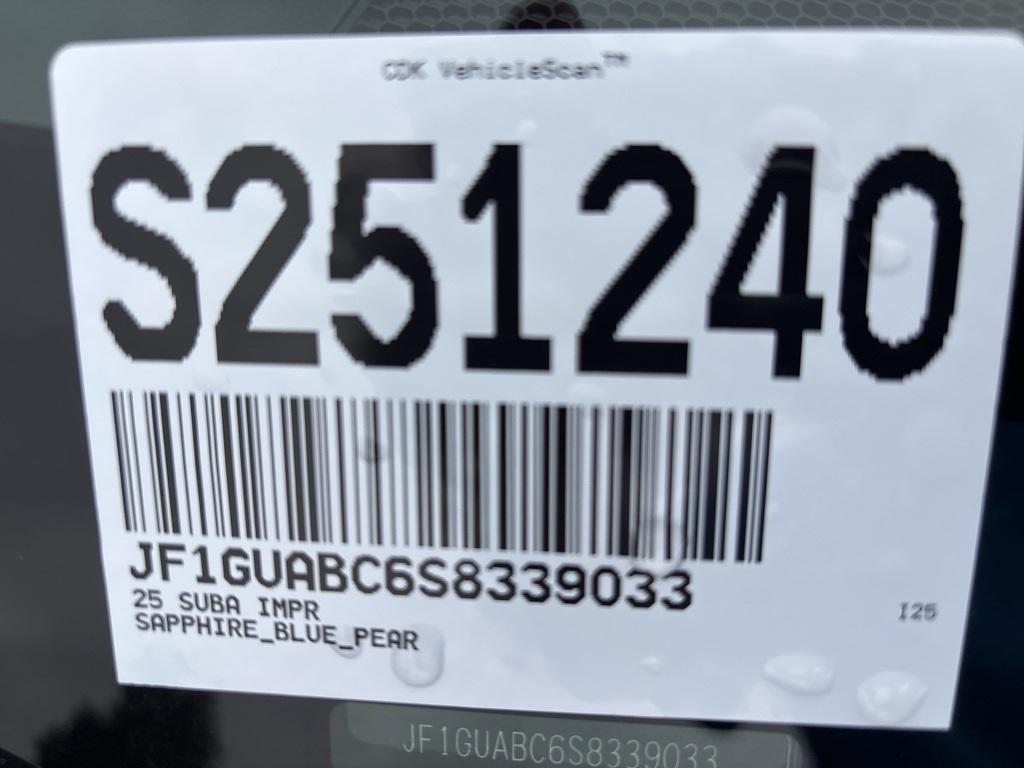 CDK VehicleScan™
S251240
JF1GUABC6S8339033
25 SUBA IMPR
SAPPHIRE_BLUE_PEAR
I25
JF1GUABC6S8339033